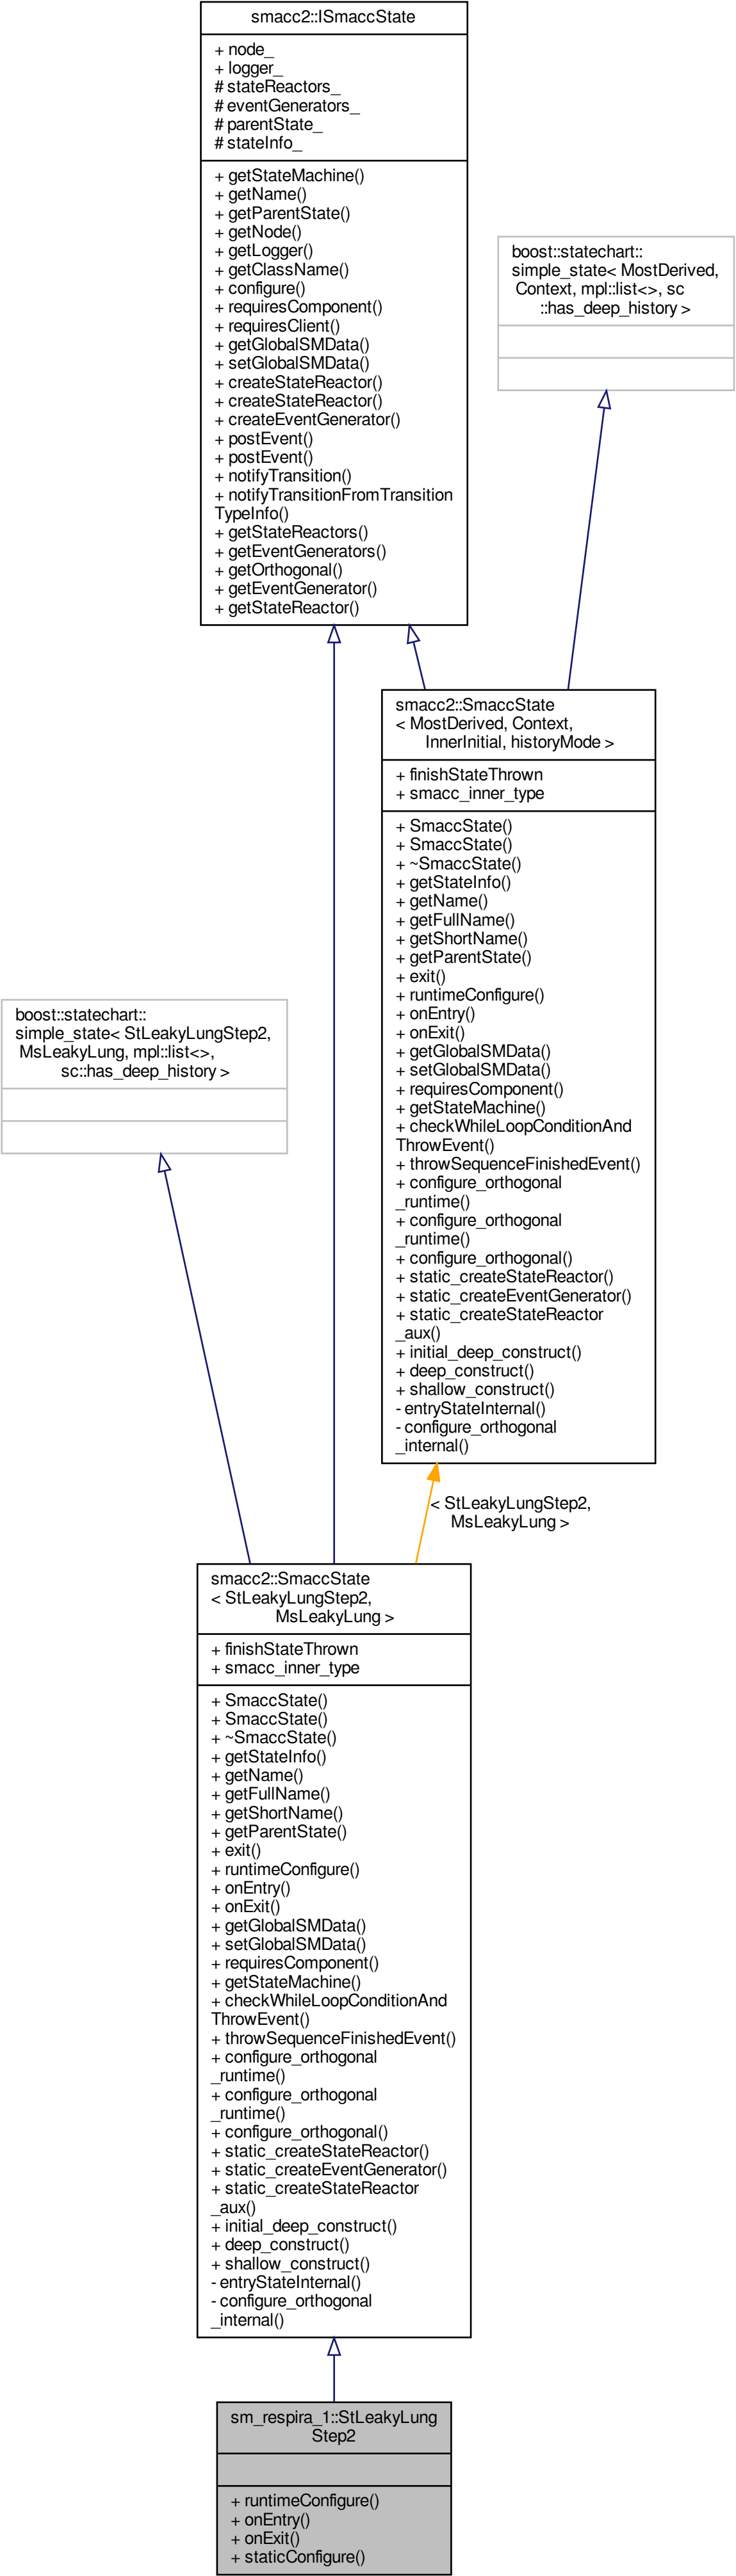 smacc2::ISmaccState
+ node_
+ logger_
# stateReactors_
# eventGenerators_
# parentState_
# stateInfo_
+ getStateMachine()
+ getName()
+ getParentState()
+ getNode()
+ getLogger()
+ getClassName()
+ configure()
+ requiresComponent()
+ requiresClient()
+ getGlobalSMData()
+ setGlobalSMData()
+ createStateReactor()
+ createStateReactor()
+ createEventGenerator()
+ postEvent()
+ postEvent()
+ notifyTransition()
+ notifyTransitionFromTransition
TypeInfo()
+ getStateReactors()
+ getEventGenerators()
+ getOrthogonal()
+ getEventGenerator()
+ getStateReactor()
boost::statechart::
simple_state< MostDerived,
Context, mpl::list<>, sc
::has_deep_history >
smacc2::SmaccState
< MostDerived, Context,
InnerInitial, historyMode >
+ finishStateThrown
+ smacc_inner_type
+ SmaccState()
+ SmaccState()
+ ~SmaccState()
+ getStateInfo()
+ getName()
+ getFullName()
+ getShortName()
+ getParentState()
+ exit()
+ runtimeConfigure()
+ onEntry()
+ onExit()
+ getGlobalSMData()
+ setGlobalSMData()
+ requiresComponent()
+ getStateMachine()
+ checkWhileLoopConditionAnd
ThrowEvent()
+ throwSequenceFinishedEvent()
+ configure_orthogonal
_runtime()
+ configure_orthogonal
_runtime()
+ configure_orthogonal()
+ static_createStateReactor()
+ static_createEventGenerator()
+ static_createStateReactor
_aux()
+ initial_deep_construct()
+ deep_construct()
+ shallow_construct()
- entryStateInternal()
- configure_orthogonal
_internal()
boost::statechart::
simple_state< StLeakyLungStep2,
MsLeakyLung, mpl::list<>,
sc::has_deep_history >
< StLeakyLungStep2,
MsLeakyLung >
smacc2::SmaccState
< StLeakyLungStep2,
MsLeakyLung >
+ finishStateThrown
+ smacc_inner_type
+ SmaccState()
+ SmaccState()
+ ~SmaccState()
+ getStateInfo()
+ getName()
+ getFullName()
+ getShortName()
+ getParentState()
+ exit()
+ runtimeConfigure()
+ onEntry()
+ onExit()
+ getGlobalSMData()
+ setGlobalSMData()
+ requiresComponent()
+ getStateMachine()
+ checkWhileLoopConditionAnd
ThrowEvent()
+ throwSequenceFinishedEvent()
+ configure_orthogonal
_runtime()
+ configure_orthogonal
_runtime()
+ configure_orthogonal()
+ static_createStateReactor()
+ static_createEventGenerator()
+ static_createStateReactor
_aux()
+ initial_deep_construct()
+ deep_construct()
+ shallow_construct()
- entryStateInternal()
- configure_orthogonal
_internal()
sm_respira_1::StLeakyLung
Step2
+ runtimeConfigure()
+ onEntry()
+ onExit()
+ staticConfigure()